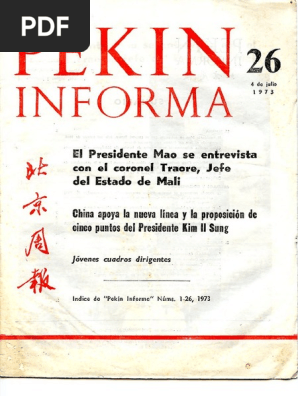 PDF
PEKIN 26
4 de julio
1973
INFORMA
El Presidente Mao se entrevista
con el coronel Traore, Jefe
del Estado de Mali
China apoya la nueva línea y la proposición de
cinco puntos del Presidente Kim Il Sung
Jóvenes cuadros dirigentes
Indice de "Pekín Informa" Núms. 1-26, 1973
北京周报